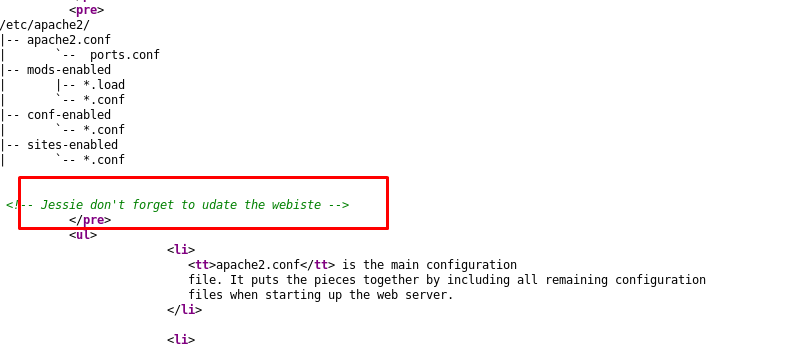 <pre>
/etc/apache2/
|-- apache2.conf
|       `--  ports.conf
|-- mods-enabled
|       |-- *.load
|       `-- *.conf
|-- conf-enabled
|       `-- *.conf
|-- sites-enabled
|       `-- *.conf
<!-- Jessie don't forget to udate the webiste -->
</pre>
<ul>
<li>
<tt>apache2.conf</tt> is the main configuration
file. It puts the pieces together by including all remaining configuration
files when starting up the web server.
</li>
<li>